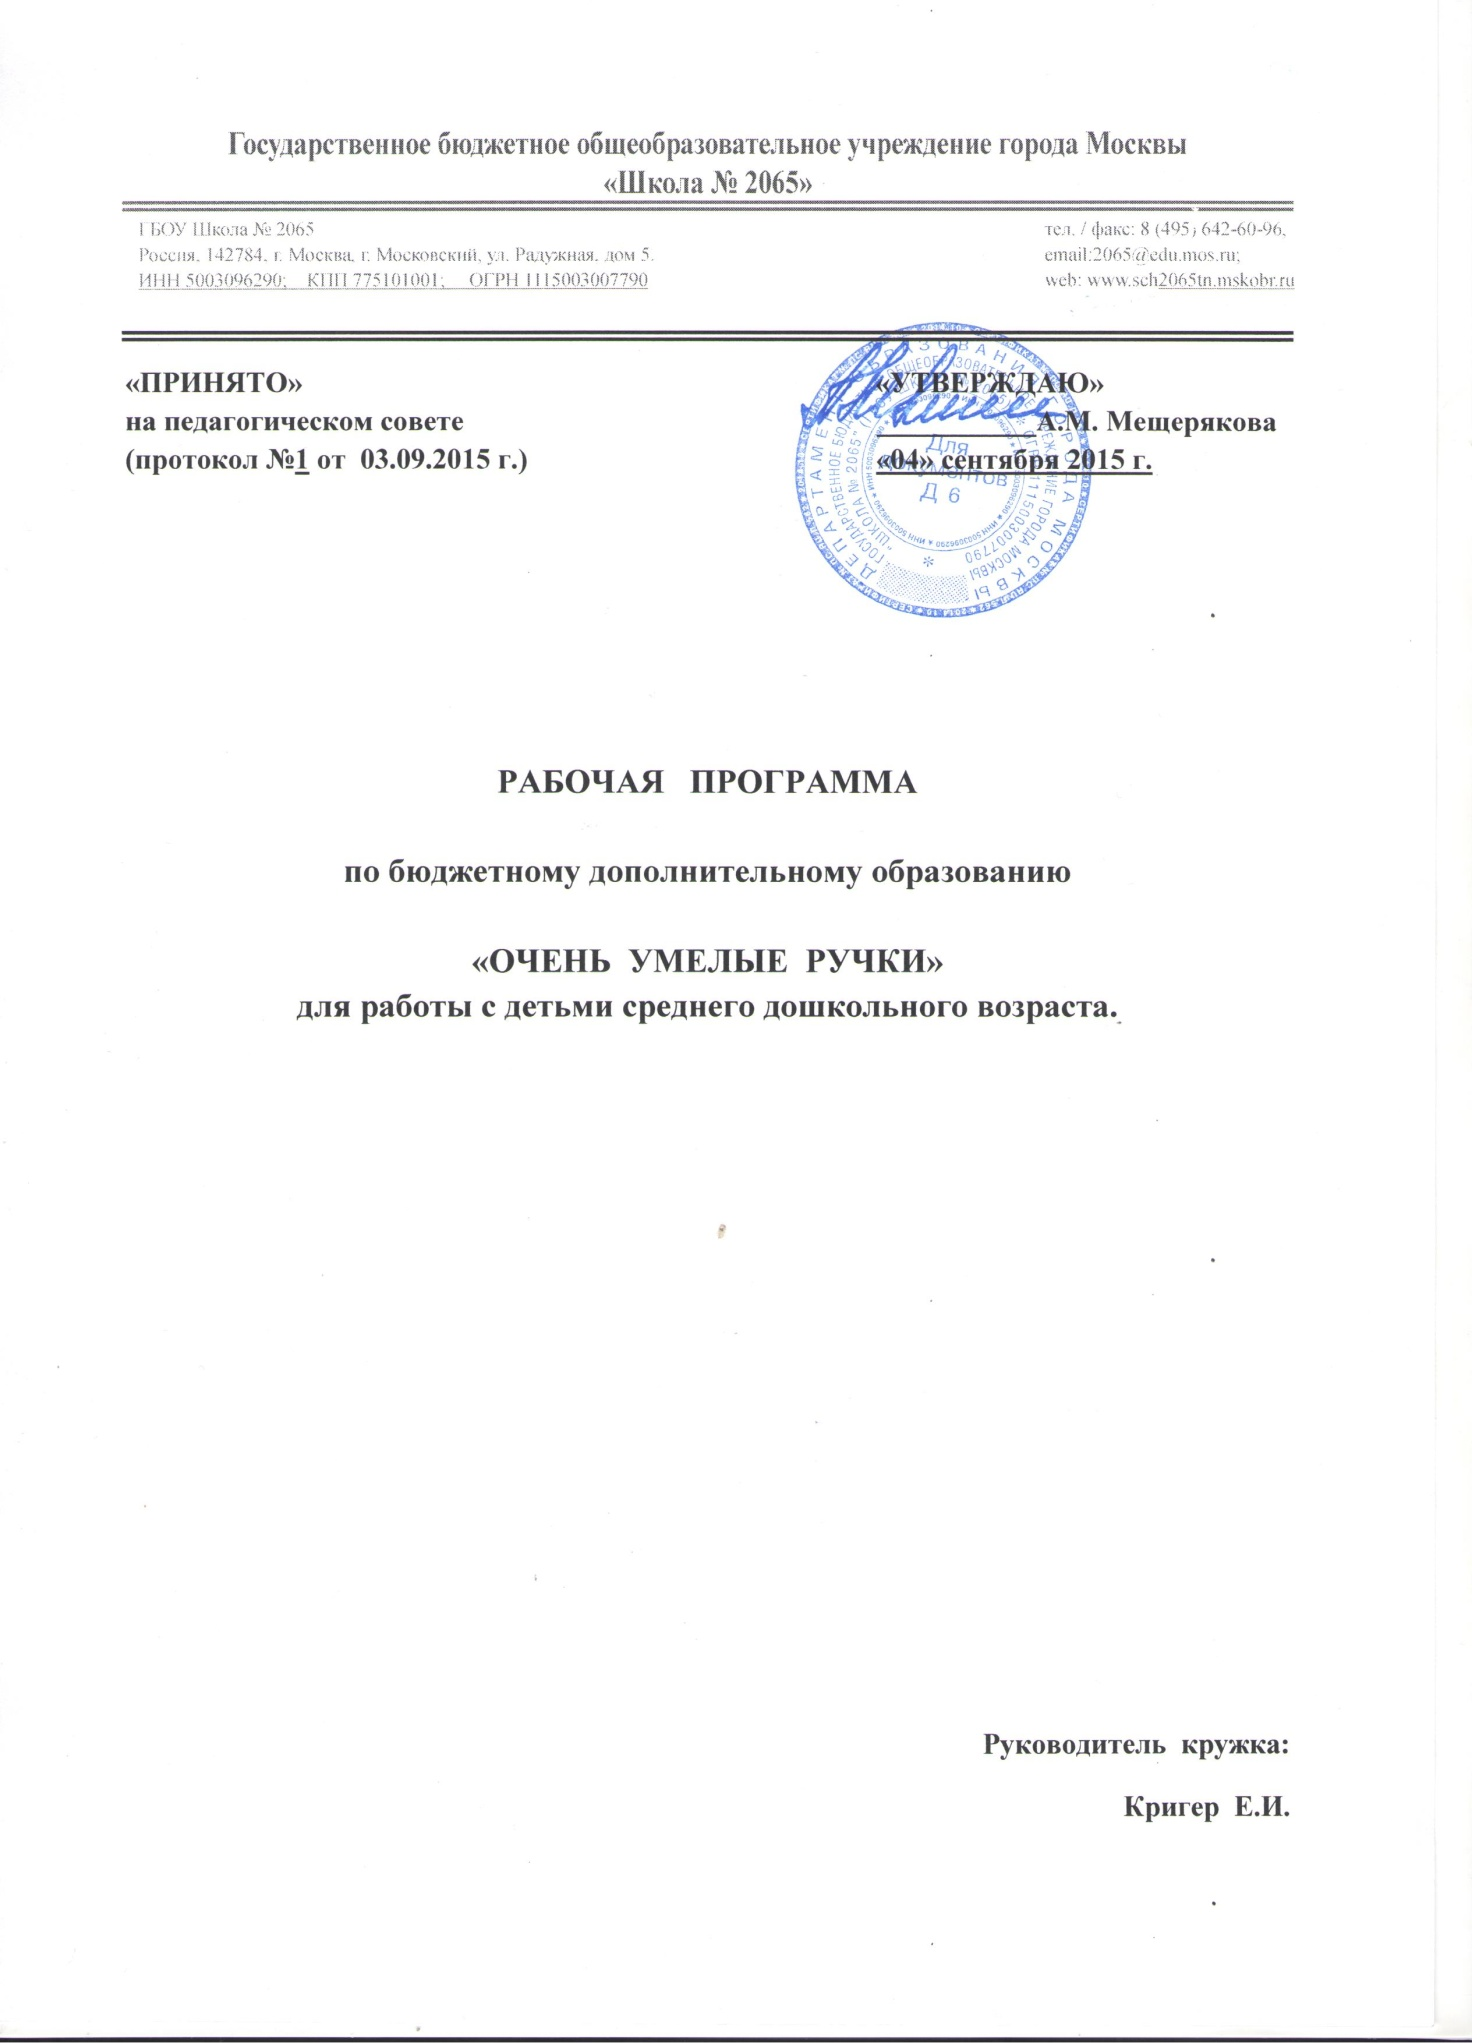 Государственное бюджетное общеобразовательное учреждение города Москвы
«Школа № 2065»
ГБОУ Школа № 2065
Россия, 142784, г. Москва, г. Московский, ул. Радужная, дом 5.
ИНН 5003096290; КПП 775101001; ОГРН 1115003007790
тел. / факс: 8 (495) 642-60-96,
email:2065@edu.mos.ru;
web: www.sch2065tn.mskobr.ru
«ПРИНЯТО»
на педагогическом совете
(протокол №1 от 03.09.2015 г.)
«УТВЕРЖДАЮ»
А.М. Мещерякова
«04» сентября 2015 г.
Для
документов
Д 6
РАБОЧАЯ ПРОГРАММА
по бюджетному дополнительному образованию
«ОЧЕНЬ УМЕЛЫЕ РУЧКИ»
для работы с детьми среднего дошкольного возраста.
Руководитель кружка:
Кригер Е.И.